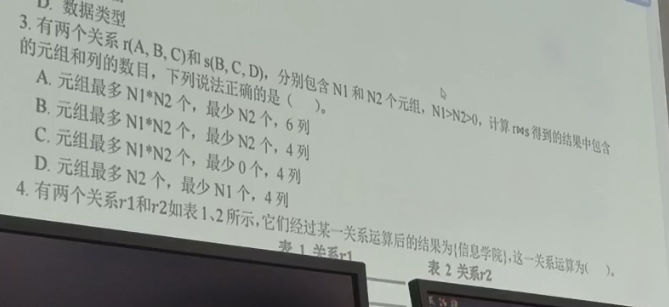 D. 数据类型
3. 有两个关系 r(A, B, C)和 s(B, C, D)，分别包含 N1 和 N2 个元组，N1>N2>0，计算 r⋈s 得到的结果中包含
的元组和列的数目，下列说法正确的是（ ）。
A. 元组最多 N1*N2 个，最少 N2 个，6 列
B. 元组最多 N1*N2 个，最少 N2 个，4 列
C. 元组最多 N1*N2 个，最少 0 个，4 列
D. 元组最多 N2 个，最少 N1 个，4 列
4. 有两个关系r1和r2如表1、2所示，它们经过某一关系运算后的结果为{信息学院}，这一关系运算为( )。
表 1 关系r1
表 2 关系r2